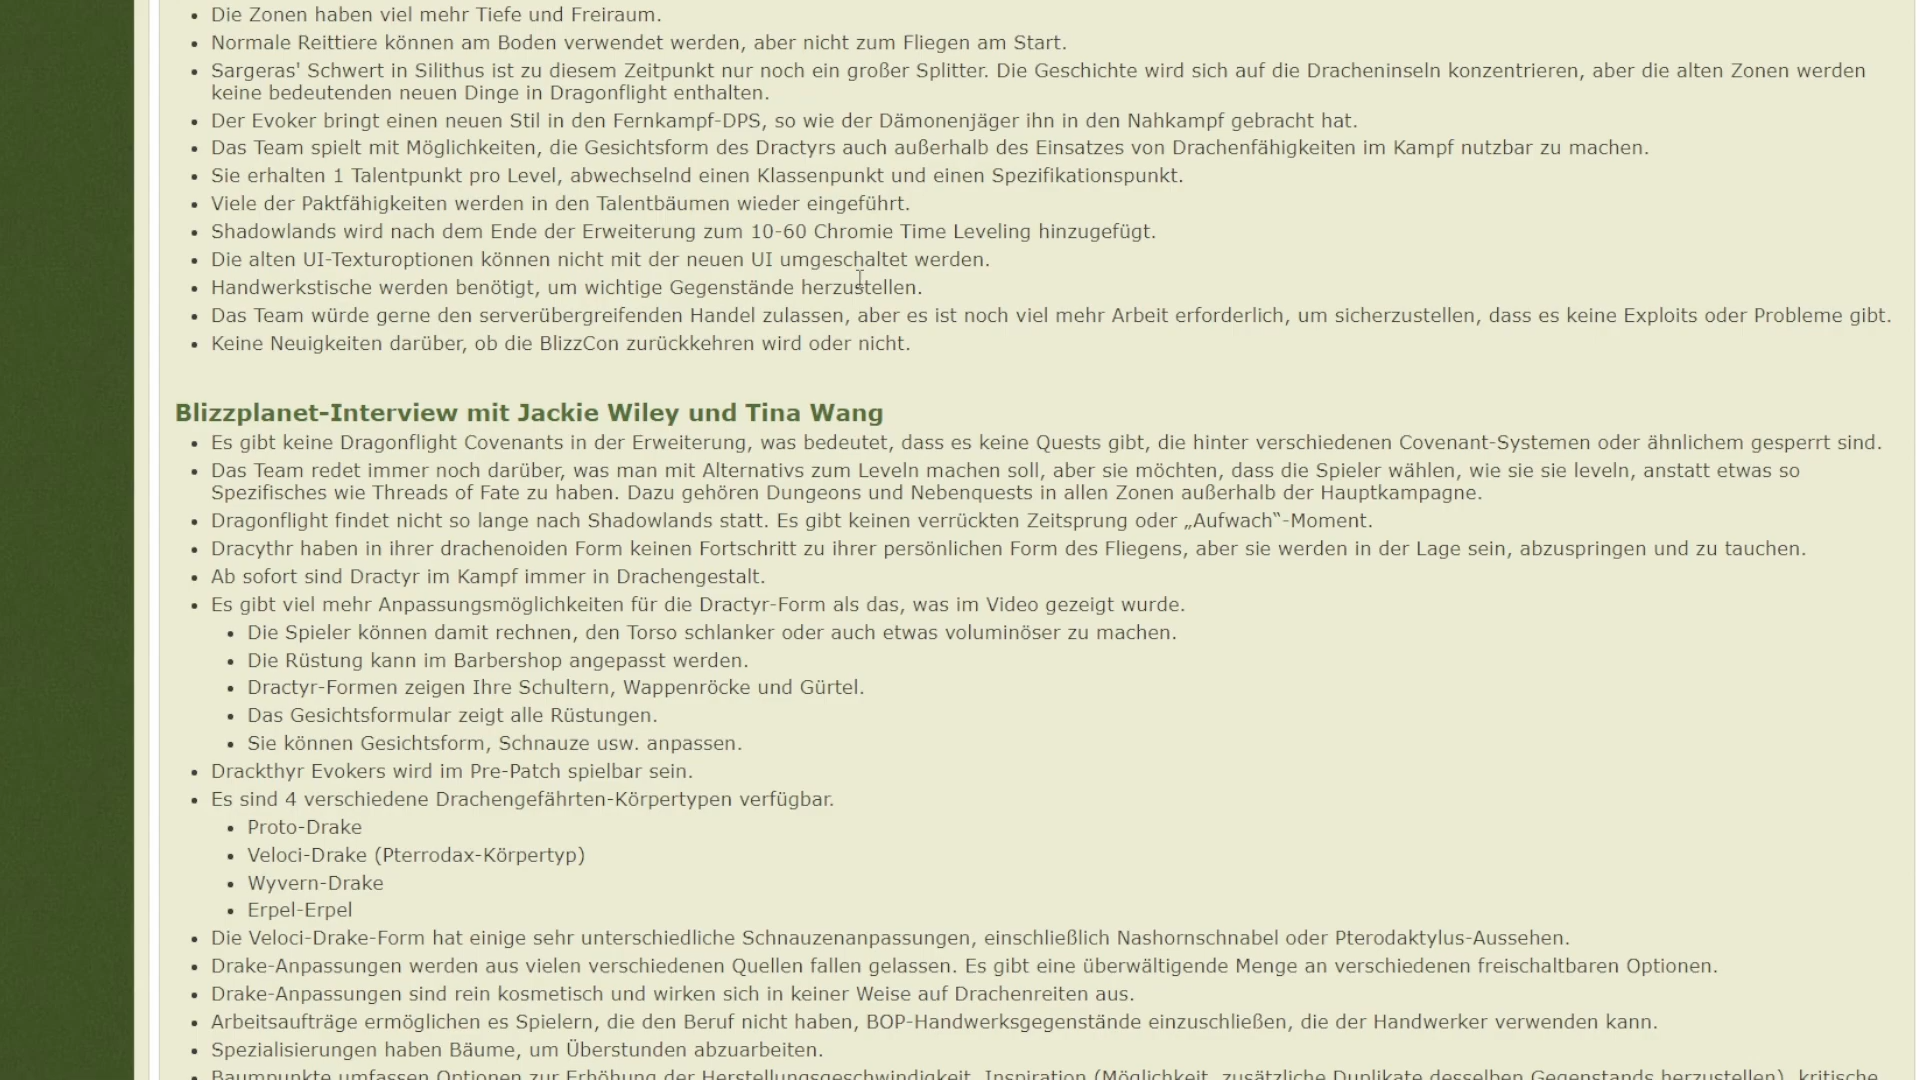 Die Zonen haben viel mehr Tiefe und Freiraum.
Normale Reittiere können am Boden verwendet werden, aber nicht zum Fliegen am Start.
Sargeras' Schwert in Silithus ist zu diesem Zeitpunkt nur noch ein großer Splitter. Die Geschichte wird sich auf die Dracheninseln konzentrieren, aber die alten Zonen werden
keine bedeutenden neuen Dinge in Dragonflight enthalten.
Der Evoker bringt einen neuen Stil in den Fernkampf-DPS, so wie der Dämonenjäger ihn in den Nahkampf gebracht hat.
Das Team spielt mit Möglichkeiten, die Gesichtsform des Dractyrs auch außerhalb des Einsatzes von Drachenfähigkeiten im Kampf nutzbar zu machen.
Sie erhalten 1 Talentpunkt pro Level, abwechselnd einen Klassenpunkt und einen Spezifikationspunkt.
Viele der Paktfähigkeiten werden in den Talentbäumen wieder eingeführt.
Shadowlands wird nach dem Ende der Erweiterung zum 10-60 Chromie Time Leveling hinzugefügt.
Die alten UI-Texturoptionen können nicht mit der neuen UI umgeschaltet werden.
Handwerkstische werden benötigt, um wichtige Gegenstände herzustellen.
Das Team würde gerne den serverübergreifenden Handel zulassen, aber es ist noch viel mehr Arbeit erforderlich, um sicherzustellen, dass es keine Exploits oder Probleme gibt.
Keine Neuigkeiten darüber, ob die BlizzCon zurückkehren wird oder nicht.
Blizzplanet-Interview mit Jackie Wiley und Tina Wang
Es gibt keine Dragonflight Covenants in der Erweiterung, was bedeutet, dass es keine Quests gibt, die hinter verschiedenen Covenant-Systemen oder ähnlichem gesperrt sind.
Das Team redet immer noch darüber, was man mit Alternativs zum Leveln machen soll, aber sie möchten, dass die Spieler wählen, wie sie sie leveln, anstatt etwas so
Spezifisches wie Threads of Fate zu haben. Dazu gehören Dungeons und Nebenquests in allen Zonen außerhalb der Hauptkampagne.
Dragonflight findet nicht so lange nach Shadowlands statt. Es gibt keinen verrückten Zeitsprung oder „Aufwach“-Moment.
Dracythr haben in ihrer drachenoiden Form keinen Fortschritt zu ihrer persönlichen Form des Fliegens, aber sie werden in der Lage sein, abzuspringen und zu tauchen.
Ab sofort sind Dractyr im Kampf immer in Drachengestalt.
Es gibt viel mehr Anpassungsmöglichkeiten für die Dractyr-Form als das, was im Video gezeigt wurde.
Die Spieler können damit rechnen, den Torso schlanker oder auch etwas voluminöser zu machen.
Die Rüstung kann im Barbershop angepasst werden.
Dractyr-Formen zeigen Ihre Schultern, Wappenröcke und Gürtel.
Das Gesichtsformular zeigt alle Rüstungen.
Sie können Gesichtsform, Schnauze usw. anpassen.
Drackthyr Evokers wird im Pre-Patch spielbar sein.
Es sind 4 verschiedene Drachengefährten-Körpertypen verfügbar.
Proto-Drake
Veloci-Drake (Pterrodax-Körpertyp)
Wyvern-Drake
Erpel-Erpel
Die Veloci-Drake-Form hat einige sehr unterschiedliche Schnauzenanpassungen, einschließlich Nashornschnabel oder Pterodaktylus-Aussehen.
Drake-Anpassungen werden aus vielen verschiedenen Quellen fallen gelassen. Es gibt eine überwältigende Menge an verschiedenen freischaltbaren Optionen.
Drake-Anpassungen sind rein kosmetisch und wirken sich in keiner Weise auf Drachenreiten aus.
Arbeitsaufträge ermöglichen es Spielern, die den Beruf nicht haben, BOP-Handwerksgegenstände einzuschließen, die der Handwerker verwenden kann.
Spezialisierungen haben Bäume, um Überstunden abzuarbeiten.
Baumpunkte umfassen Optionen zur Erhöhung der Herstellungsgeschwindigkeit, Inspiration (Möglichkeit, zusätzliche Duplikate desselben Gegenstands herzustellen), kritische